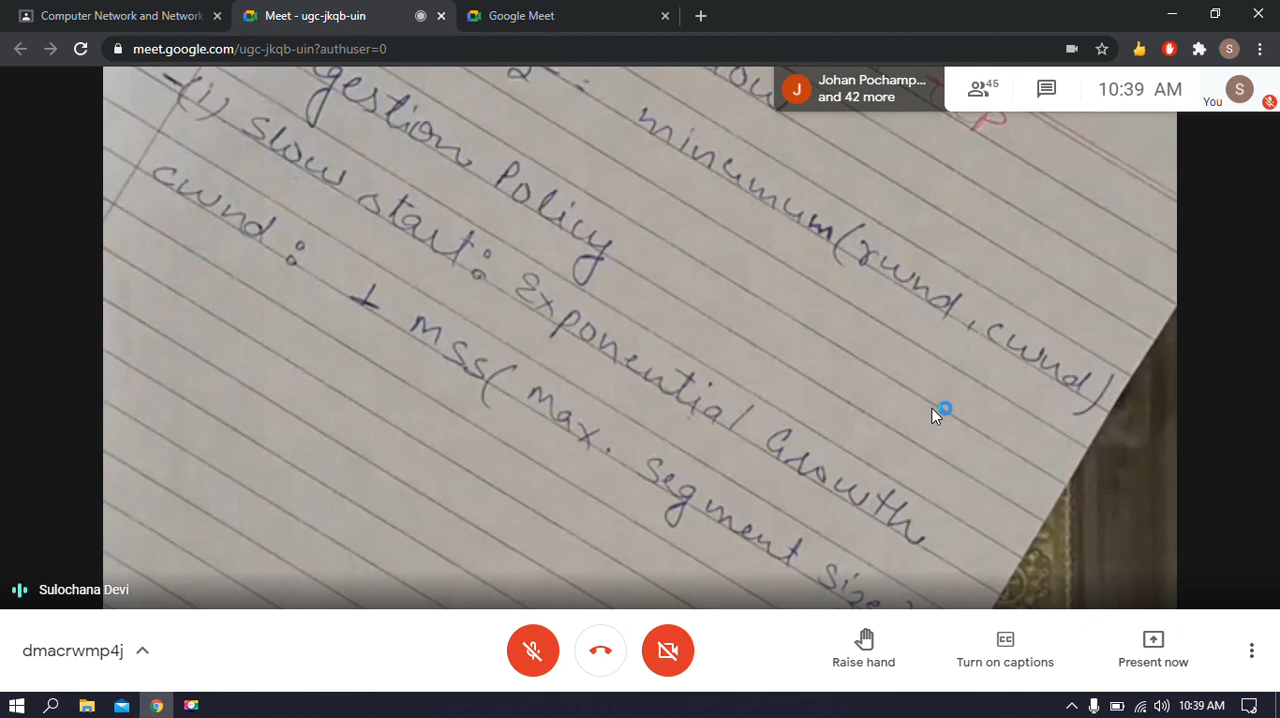 Computer Network and Network
Meet - ugc-jkqb-uin
Google Meet
meet.google.com/ugc-jkqb-uin?authuser=0
S
J
Johan Pochamp...
and 42 more
45
10:39 AM
You
S
2 :
minumum(rwnd, cwnd)
gestion Policy
(i) slow start: Exponential Growth
cwnd :
1 MSS( max. segment size)
Sulochana Devi
dmacrwmp4j
Raise hand
Turn on captions
Present now
10:39 AM